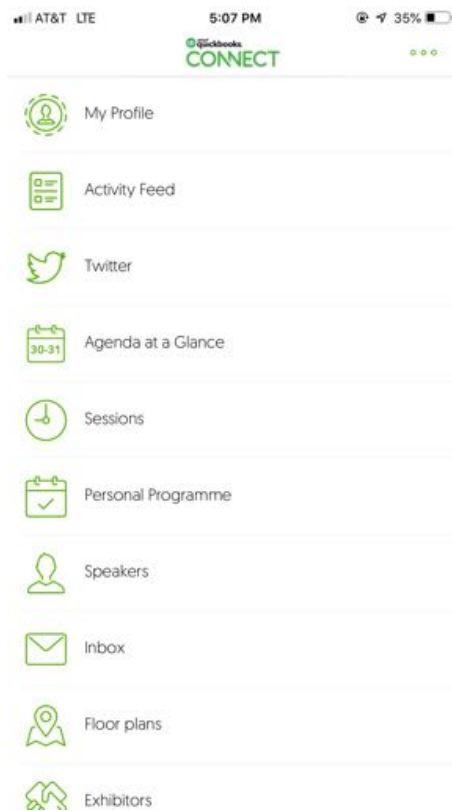 AT&T LTE 5:07 PM 35%
quickbooks.
CONNECT
My Profile
Activity Feed
Twitter
30-31 Agenda at a Glance
Sessions
Personal Programme
Speakers
Inbox
Floor plans
Exhibitors